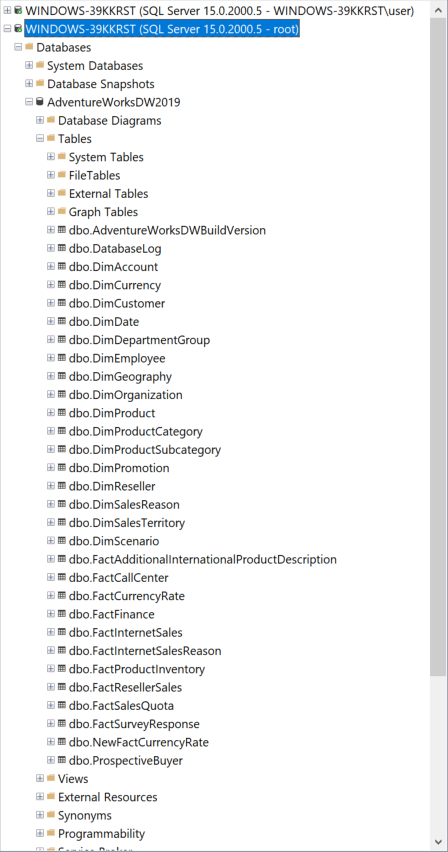 WINDOWS-39KKRST (SQL Server 15.0.2000.5 - WINDOWS-39KKRST\user)
WINDOWS-39KKRST (SQL Server 15.0.2000.5 - root)
Databases
System Databases
Database Snapshots
AdventureWorksDW2019
Database Diagrams
Tables
System Tables
FileTables
External Tables
Graph Tables
dbo.AdventureWorksDWBuildVersion
dbo.DatabaseLog
dbo.DimAccount
dbo.DimCurrency
dbo.DimCustomer
dbo.DimDate
dbo.DimDepartmentGroup
dbo.DimEmployee
dbo.DimGeography
dbo.DimOrganization
dbo.DimProduct
dbo.DimProductCategory
dbo.DimProductSubcategory
dbo.DimPromotion
dbo.DimReseller
dbo.DimSalesReason
dbo.DimSalesTerritory
dbo.DimScenario
dbo.FactAdditionalInternationalProductDescription
dbo.FactCallCenter
dbo.FactCurrencyRate
dbo.FactFinance
dbo.FactInternetSales
dbo.FactInternetSalesReason
dbo.FactProductInventory
dbo.FactResellerSales
dbo.FactSalesQuota
dbo.FactSurveyResponse
dbo.NewFactCurrencyRate
dbo.ProspectiveBuyer
Views
External Resources
Synonyms
Programmability
Service Broker